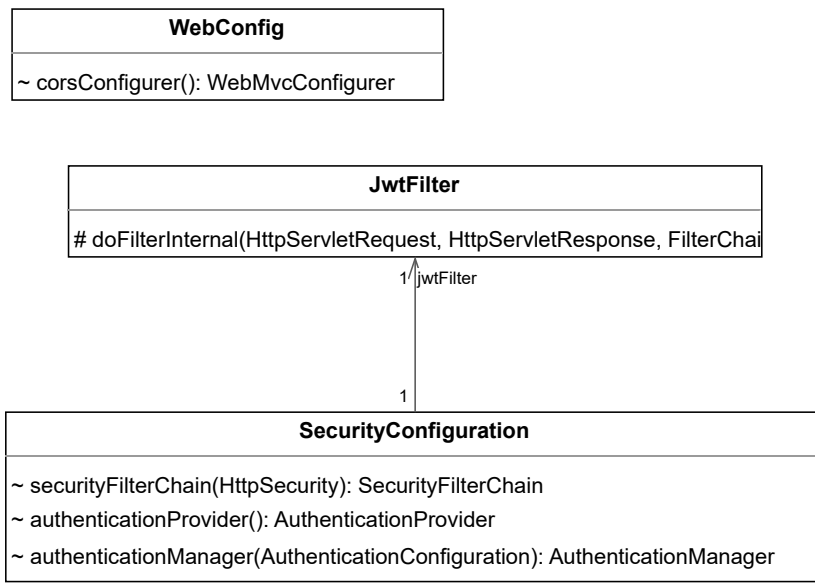 WebConfig
~ corsConfigurer(): WebMvcConfigurer
JwtFilter
# doFilterInternal(HttpServletRequest, HttpServletResponse, FilterChai
1 jwtFilter
1
SecurityConfiguration
~ securityFilterChain(HttpSecurity): SecurityFilterChain
~ authenticationProvider(): AuthenticationProvider
~ authenticationManager(AuthenticationConfiguration): AuthenticationManager